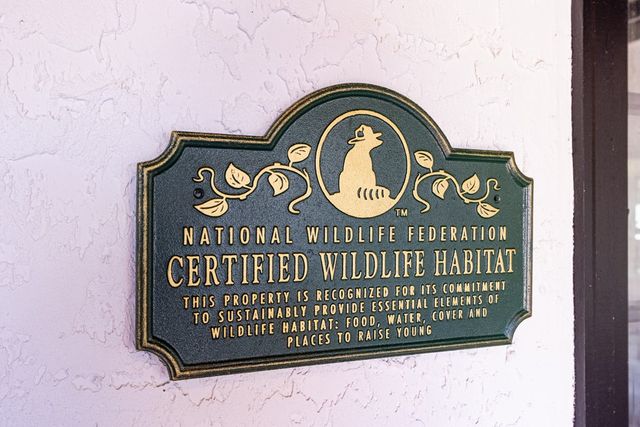 TM
NATIONAL WILDLIFE FEDERATION
CERTIFIED WILDLIFE HABITAT
THIS PROPERTY IS RECOGNIZED FOR ITS COMMITMENT
TO SUSTAINABLY PROVIDE ESSENTIAL ELEMENTS OF
WILDLIFE HABITAT: FOOD, WATER, COVER AND
PLACES TO RAISE YOUNG